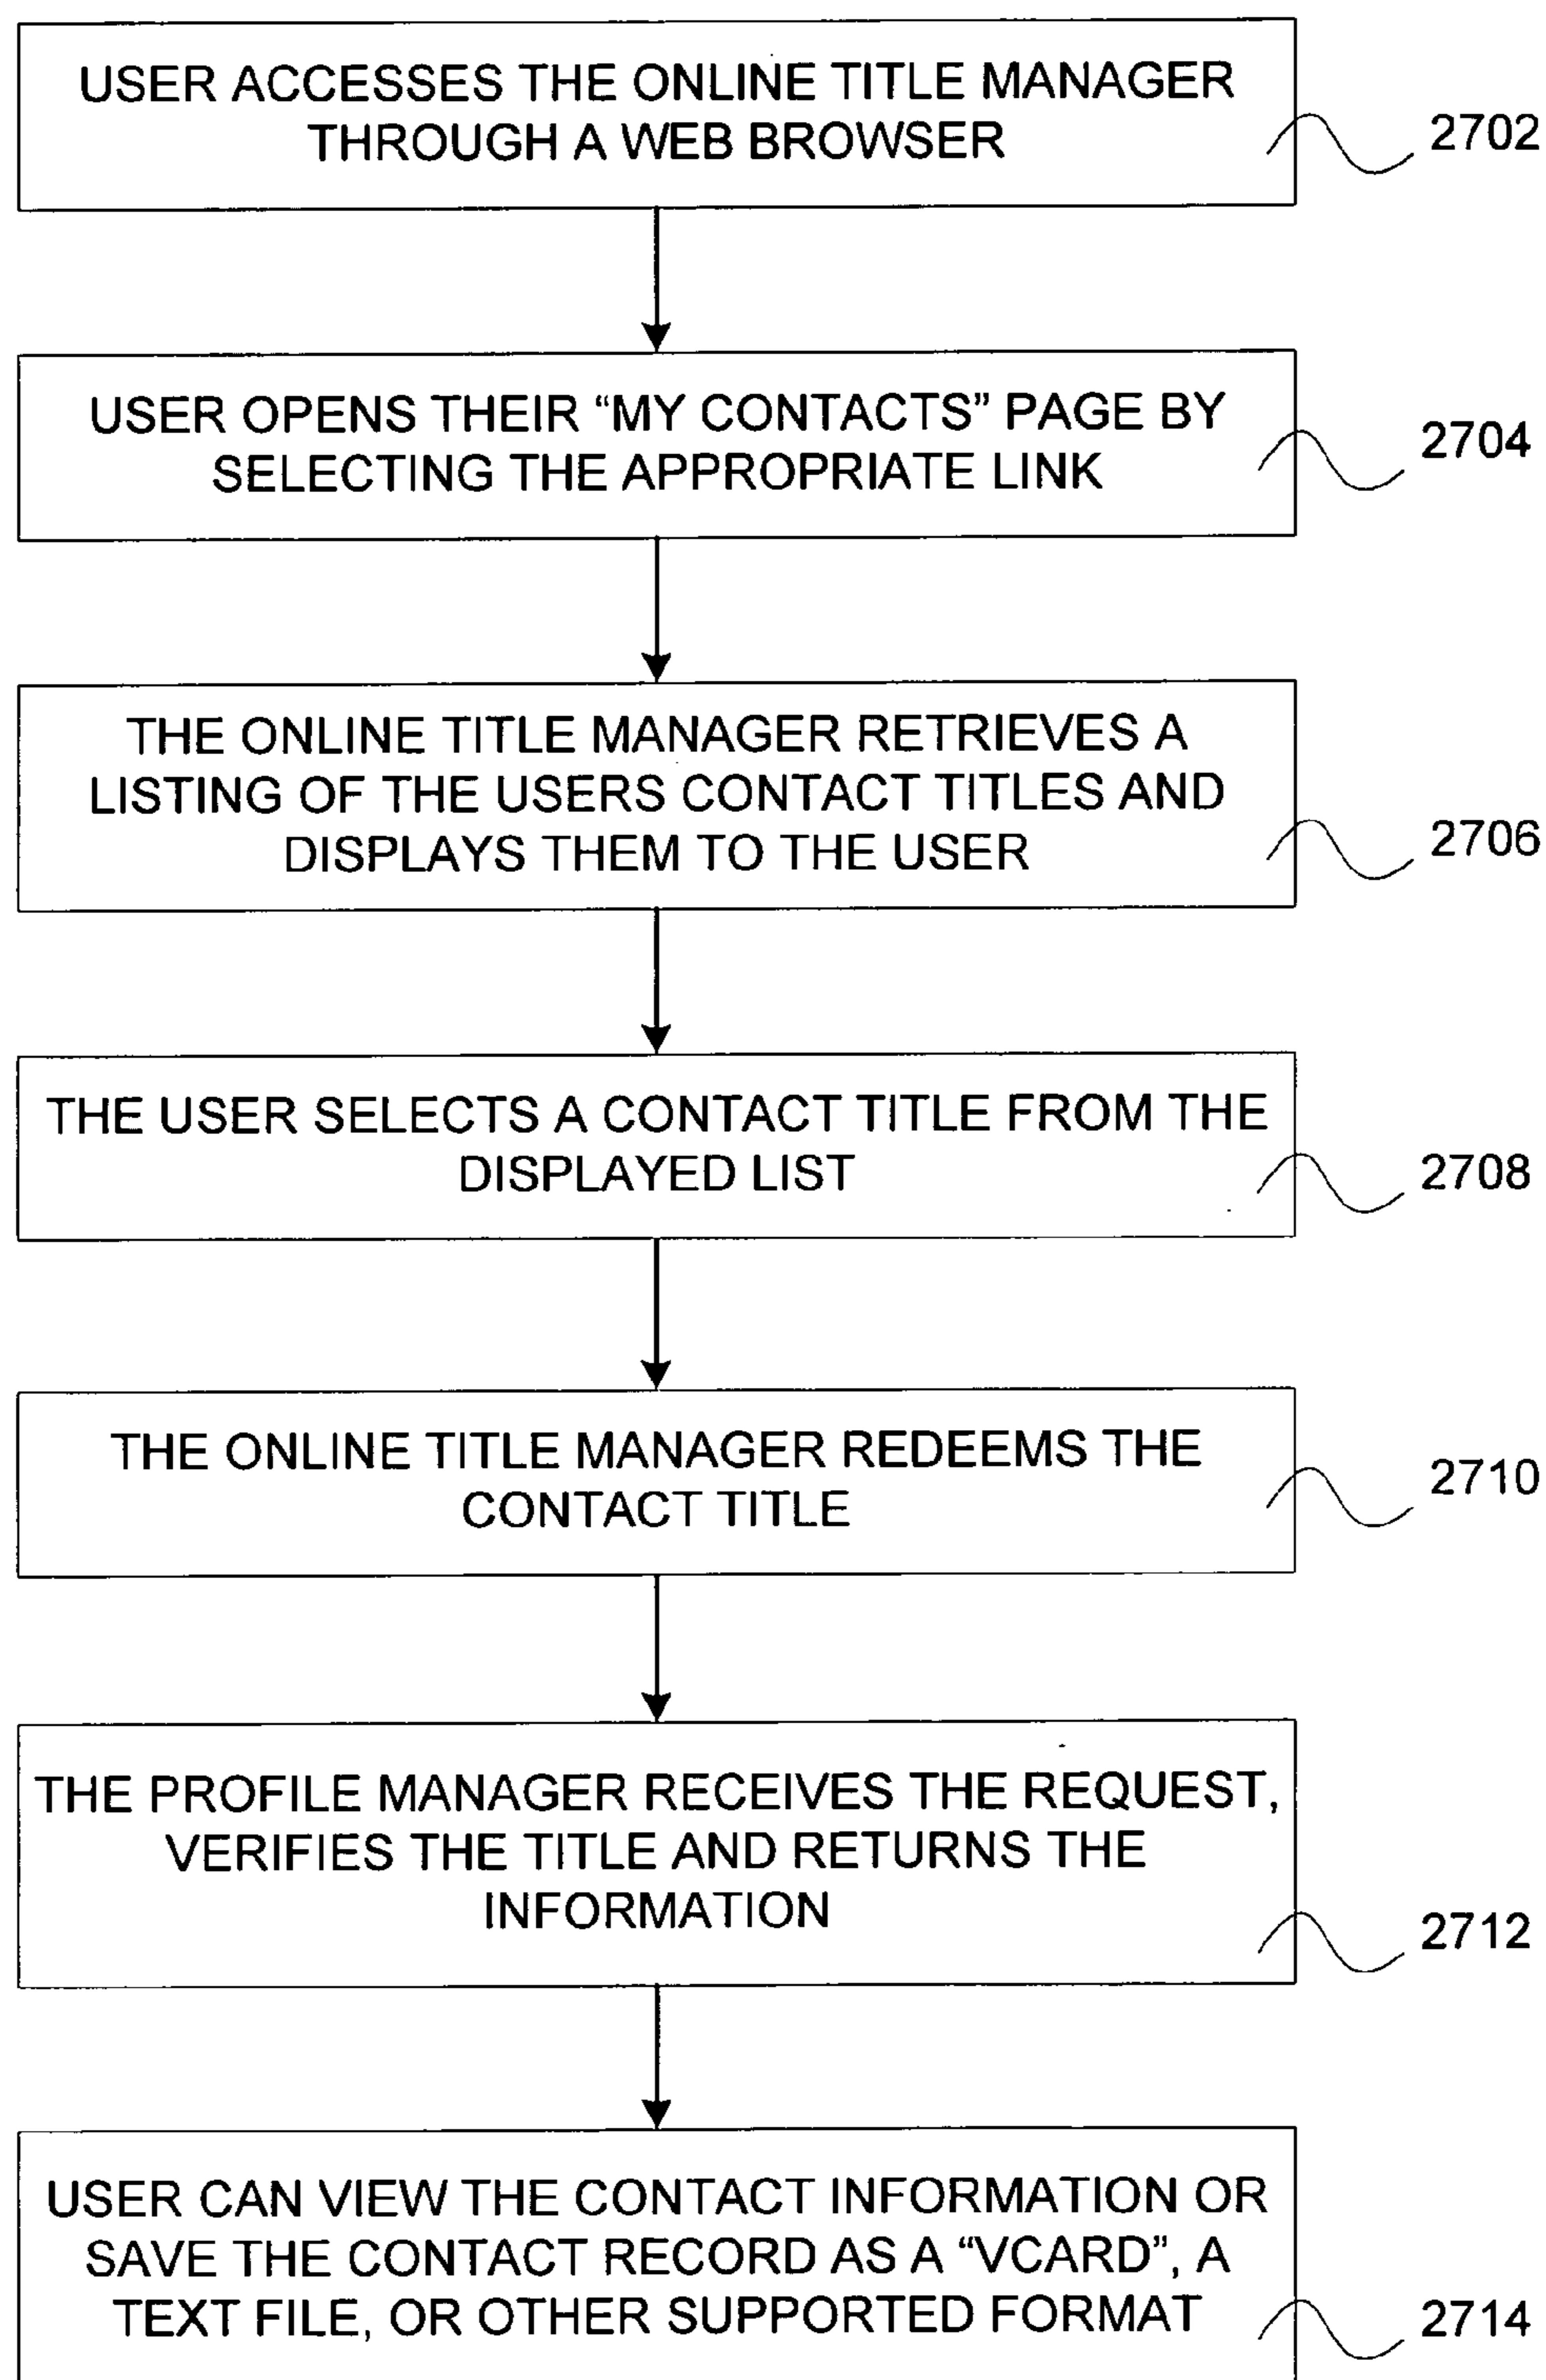 USER ACCESSES THE ONLINE TITLE MANAGER
THROUGH A WEB BROWSER
2702
USER OPENS THEIR “MY CONTACTS” PAGE BY
SELECTING THE APPROPRIATE LINK
2704
THE ONLINE TITLE MANAGER RETRIEVES A
LISTING OF THE USERS CONTACT TITLES AND
DISPLAYS THEM TO THE USER
2706
THE USER SELECTS A CONTACT TITLE FROM THE
DISPLAYED LIST
2708
THE ONLINE TITLE MANAGER REDEEMS THE
CONTACT TITLE
2710
THE PROFILE MANAGER RECEIVES THE REQUEST,
VERIFIES THE TITLE AND RETURNS THE
INFORMATION
2712
USER CAN VIEW THE CONTACT INFORMATION OR
SAVE THE CONTACT RECORD AS A “VCARD”, A
TEXT FILE, OR OTHER SUPPORTED FORMAT
2714